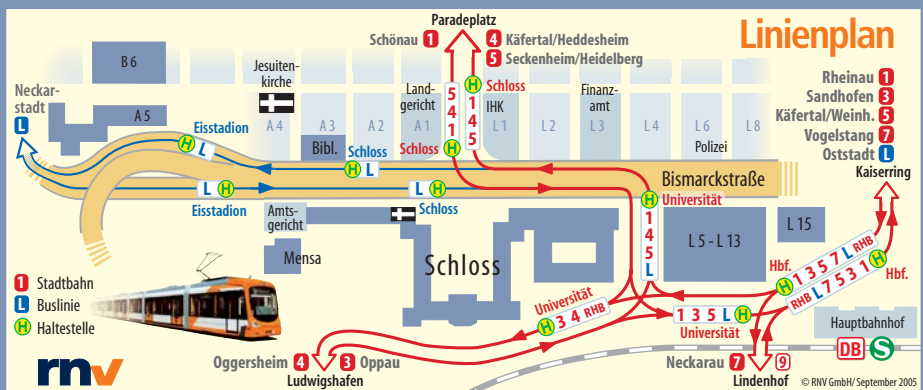 Linienplan
Paradeplatz
Schönau 1
4 Käfertal/Heddesheim
5 Seckenheim/Heidelberg
Rheinau 1
Sandhofen 3
Käfertal/Weinh. 5
Vogelstang 7
Oststadt L
Kaiserring
Neckar-
stadt
L
B 6
A 5
Jesuiten-
kirche
Land-
gericht
IHK
Finanz-
amt
Polizei
A 4
A 3
A 2
A 1
L 1
L 2
L 3
L 4
L 6
L 8
Bibl.
Eisstadion
H L
Schloss
H L
Schloss
5 4 1 H
H 1 4 5
Schloss
L H
Eisstadion
L H
Schloss
Bismarckstraße
H
Universität
1 4 5 L
L 5 - L 13
L 15
Amts-
gericht
Mensa
Schloss
Universität
H 3 4 RHB
1 3 5 L H
Universität
Hbf.
H 1 3 5 7 L RHB
RHB L 7 5 3 1 H
Hbf.
Hauptbahnhof
DB S
1 Stadtbahn
L Buslinie
H Haltestelle
rnv
Oggersheim 4
3 Oppau
Ludwigshafen
Neckarau 7
9
Lindenhof
© RNV GmbH/ September 2005